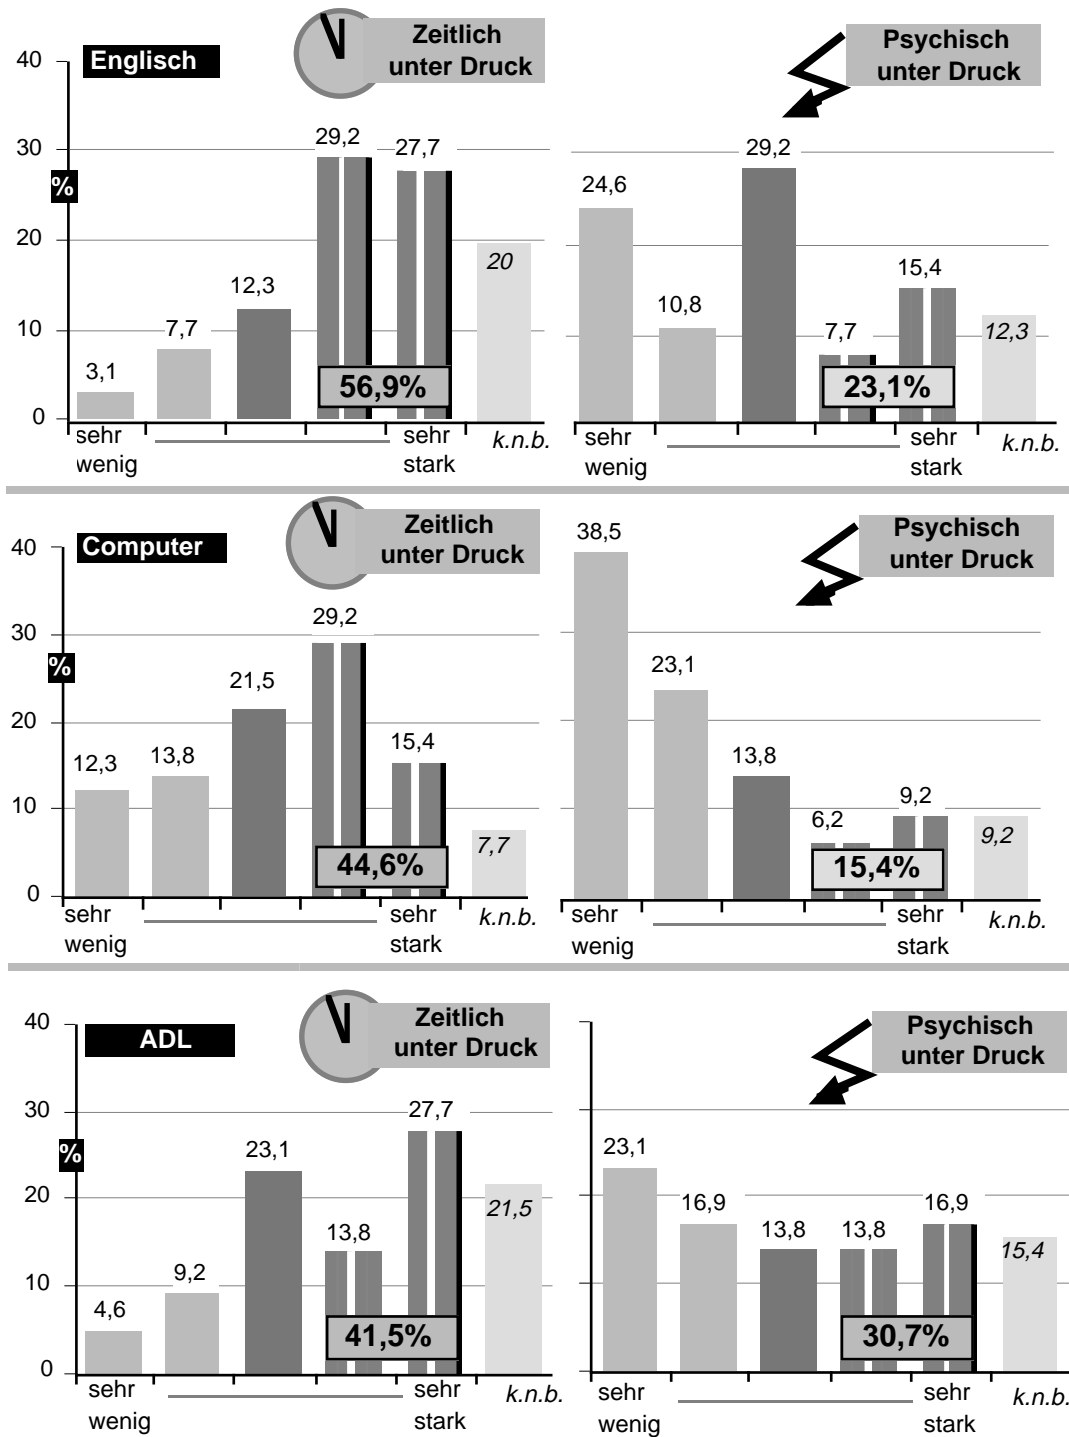 Englisch
Zeitlich
unter Druck
40
30
%
20
10
0
3,1
7,7
12,3
29,2
27,7
20
56,9%
sehr
wenig
sehr
stark
k.n.b.
Psychisch
unter Druck
24,6
10,8
29,2
7,7
15,4
12,3
23,1%
sehr
wenig
sehr
stark
k.n.b.
Computer
Zeitlich
unter Druck
40
30
%
20
10
0
12,3
13,8
21,5
29,2
15,4
7,7
44,6%
sehr
wenig
sehr
stark
k.n.b.
Psychisch
unter Druck
38,5
23,1
13,8
6,2
9,2
9,2
15,4%
sehr
wenig
sehr
stark
k.n.b.
ADL
Zeitlich
unter Druck
40
30
%
20
10
0
4,6
9,2
23,1
13,8
27,7
21,5
41,5%
sehr
wenig
sehr
stark
k.n.b.
Psychisch
unter Druck
23,1
16,9
13,8
13,8
16,9
15,4
30,7%
sehr
wenig
sehr
stark
k.n.b.